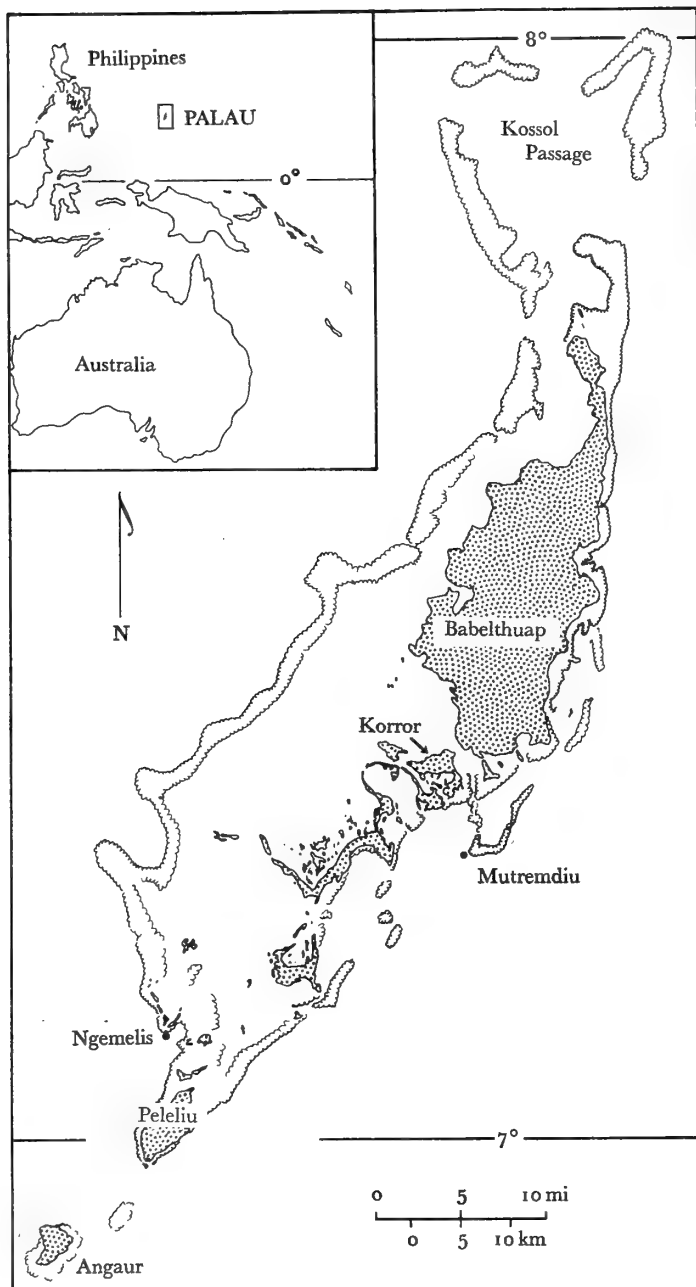 Philippines
PALAU
0°
Australia
8°
Kossol
Passage
N
Babelthuap
Korror
Mutremdiu
Ngemelis
Peleliu
7°
0 5 10 mi
0 5 10 km
Angaur